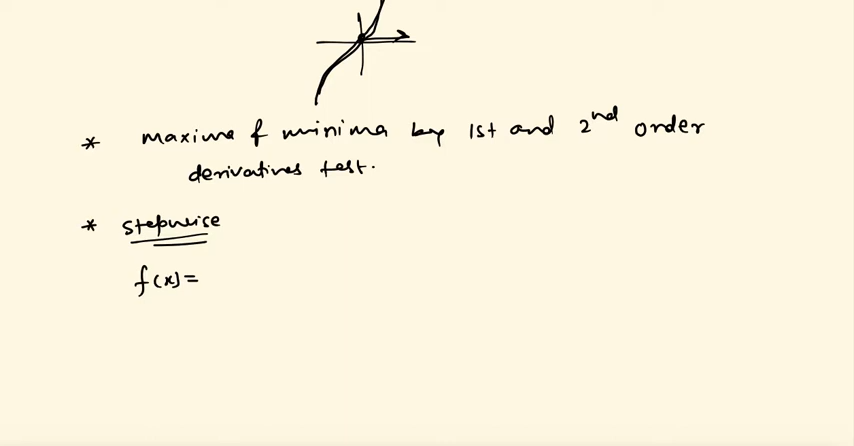 * maxima & minima by 1st and 2nd order
derivatives test.
* stepwise
f(x)=